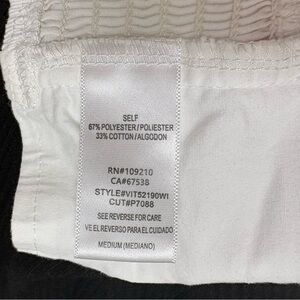 SELF
67% POLYESTER/POLIESTER
33% COTTON/ALGODON
RN#109210
CA#67538
STYLE#VIT52190WI
CUT#P7088
SEE REVERSE FOR CARE
VE EL REVERSO PARA EL CUIDADO
MEDIUM (MEDIANO)